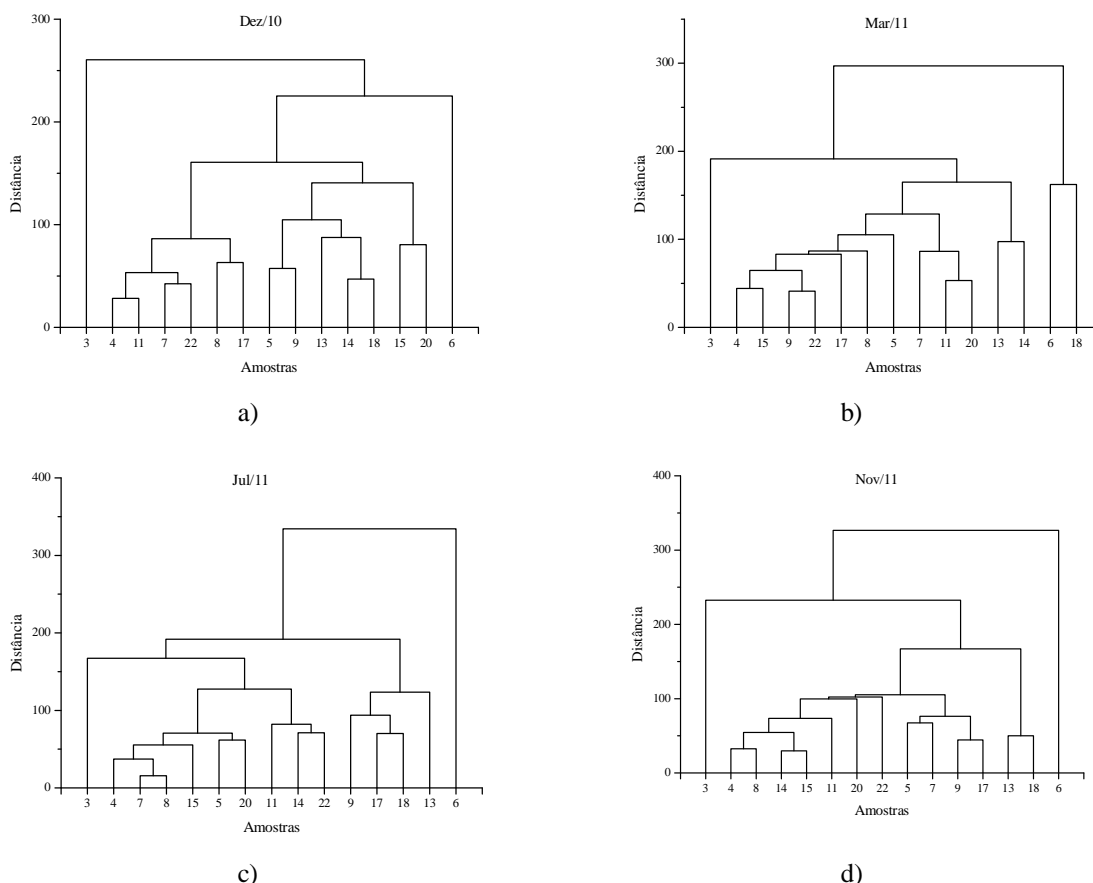 Dez/10
300
200
100
0
Distância
3 4 11 7 22 8 17 5 9 13 14 18 15 20 6
Amostras
a)
Mar/11
300
200
100
0
Distância
3 4 15 9 22 17 8 5 7 11 20 13 14 6 18
Amostras
b)
Jul/11
400
300
200
100
0
Distância
3 4 7 8 15 5 20 11 14 22 9 17 18 13 6
Amostras
c)
Nov/11
400
300
200
100
0
Distância
3 4 8 14 15 11 20 22 5 7 9 17 13 18 6
Amostras
d)